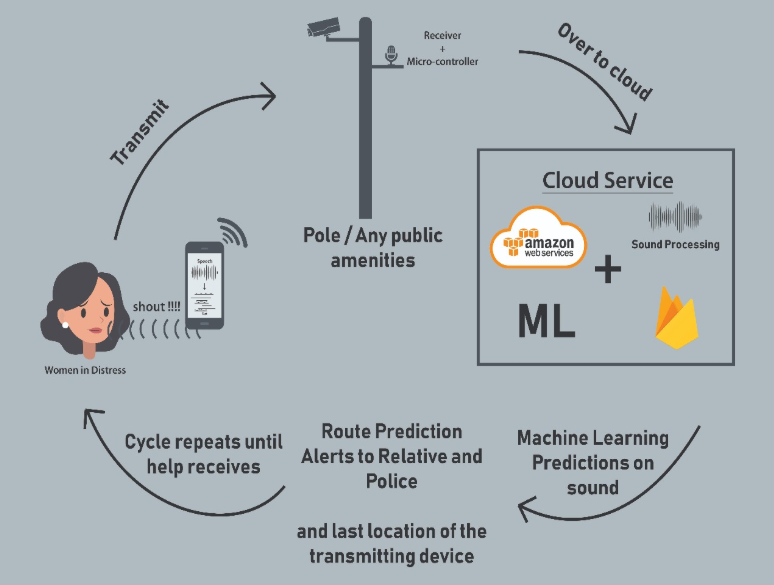 Receiver
+
Micro-controller
Over to cloud
Transmit
Cloud Service
amazon
web services
Sound Processing
+
ML
Pole / Any public
amenities
Speech
shout !!!!
Women in Distress
Cycle repeats until
help receives
Route Prediction
Alerts to Relative and
Police
and last location of the
transmitting device
Machine Learning
Predictions on
sound